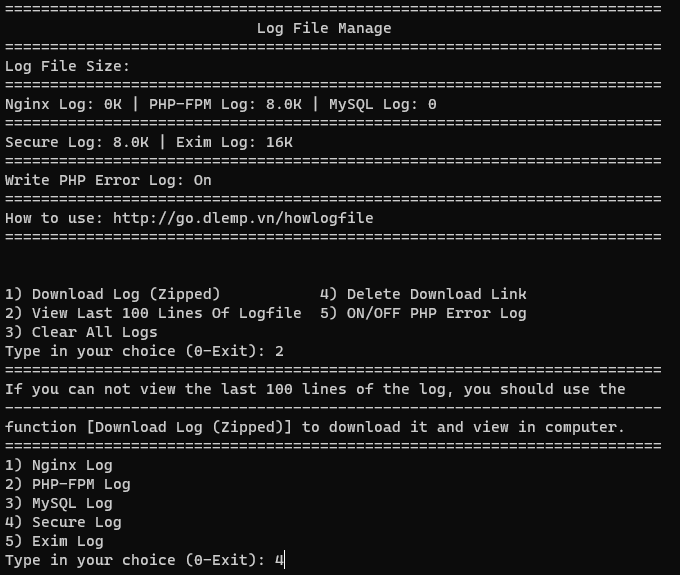 =========================================================================
Log File Manage
=========================================================================
Log File Size:
=========================================================================
Nginx Log: 0K | PHP-FPM Log: 8.0K | MySQL Log: 0
=========================================================================
Secure Log: 8.0K | Exim Log: 16K
=========================================================================
Write PHP Error Log: On
=========================================================================
How to use: http://go.dlemp.vn/howlogfile
=========================================================================
1) Download Log (Zipped)           4) Delete Download Link
2) View Last 100 Lines Of Logfile  5) ON/OFF PHP Error Log
3) Clear All Logs
Type in your choice (0-Exit): 2
=========================================================================
If you can not view the last 100 lines of the log, you should use the
-------------------------------------------------------------------------
function [Download Log (Zipped)] to download it and view in computer.
=========================================================================
1) Nginx Log
2) PHP-FPM Log
3) MySQL Log
4) Secure Log
5) Exim Log
Type in your choice (0-Exit): 4